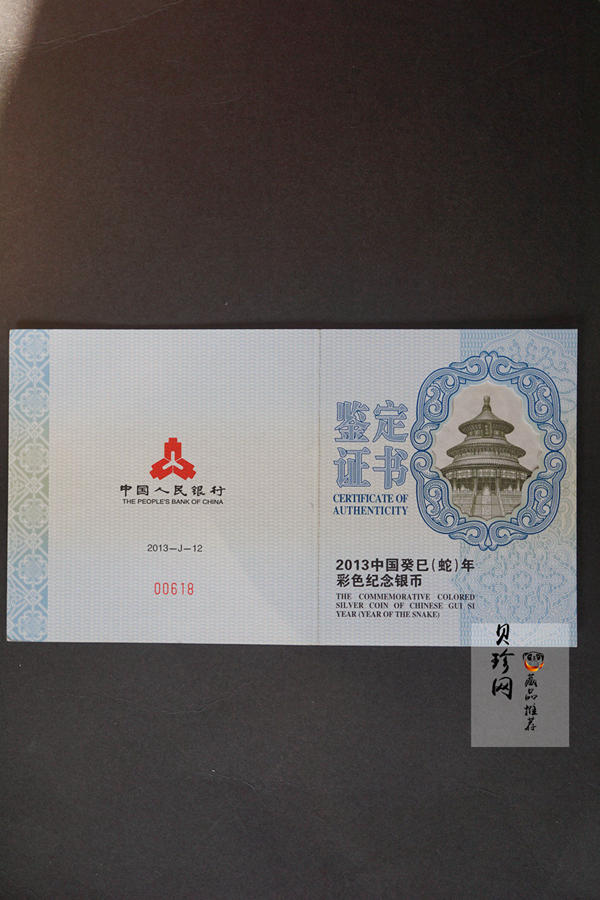 中国人民银行
THE PEOPLE'S BANK OF CHINA
2013-J-12
00618
鉴定
证书
CERTIFICATE OF
AUTHENTICITY
2013中国癸巳(蛇)年
彩色纪念银币
THE COMMEMORATIVE COLORED
SILVER COIN OF CHINESE GUI SI
YEAR (YEAR OF THE SNAKE)
贝珍网
藏品推荐